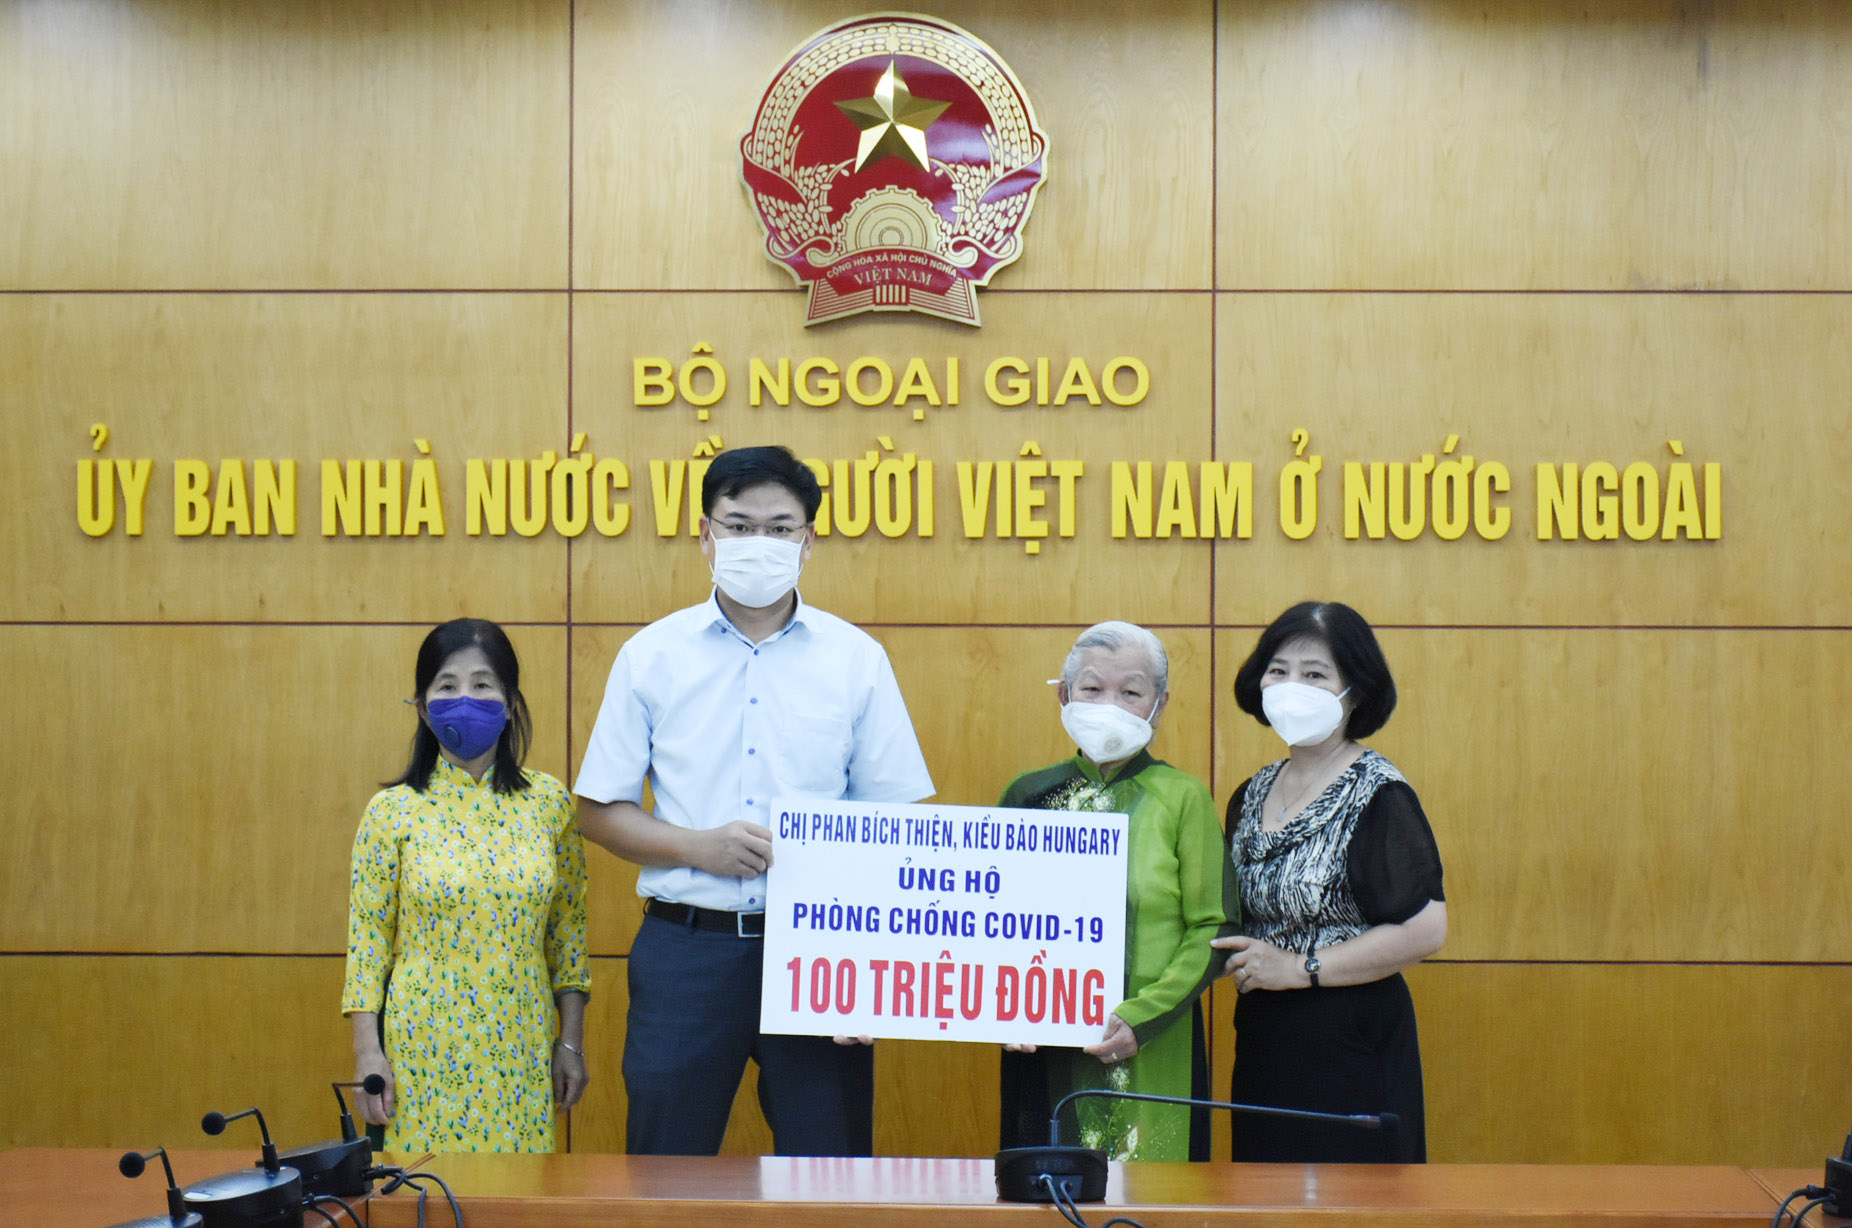 CỘNG HÒA XÃ HỘI CHỦ NGHĨA
VIỆT NAM
BỘ NGOẠI GIAO
ỦY BAN NHÀ NƯỚC VỀ NGƯỜI VIỆT NAM Ở NƯỚC NGOÀI
CHỊ PHAN BÍCH THIỆN, KIỀU BÀO HUNGARY
ỦNG HỘ
PHÒNG CHỐNG COVID-19
100 TRIỆU ĐỒNG